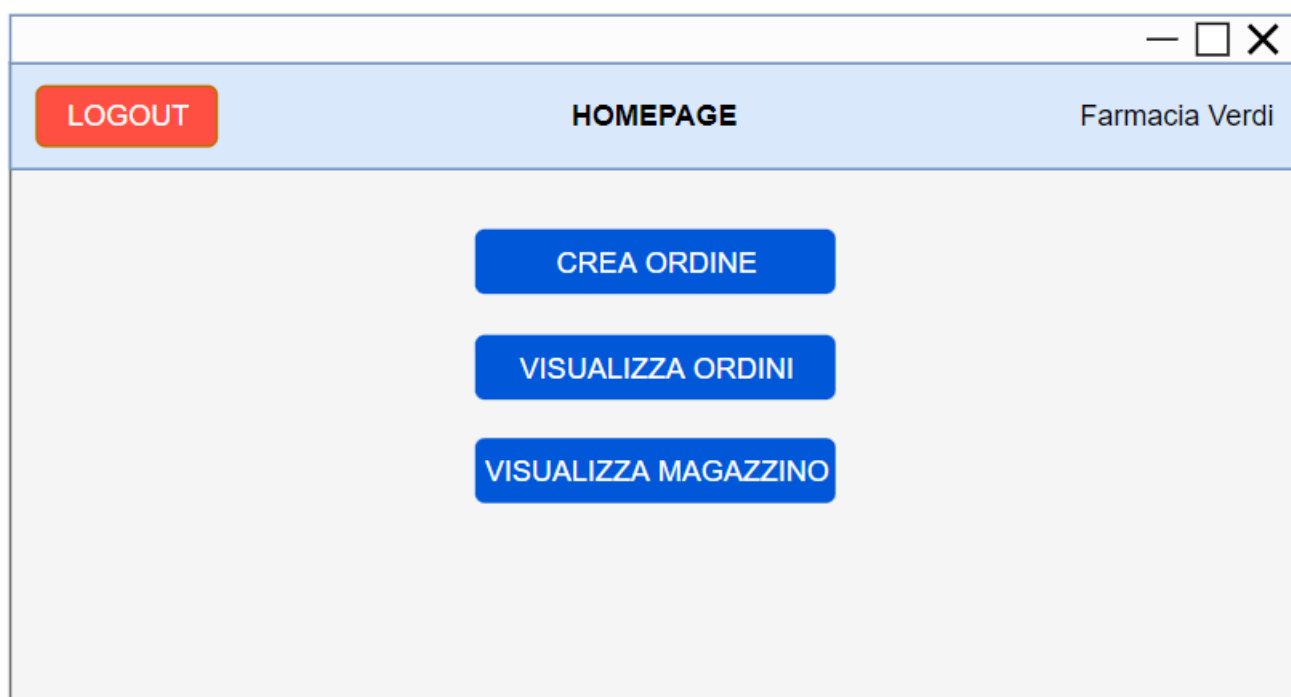 LOGOUT HOMEPAGE Farmacia Verdi
CREA ORDINE
VISUALIZZA ORDINI
VISUALIZZA MAGAZZINO